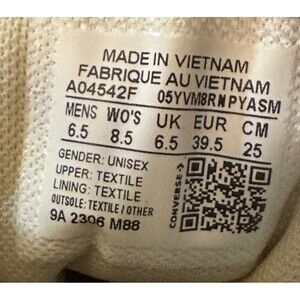 MADE IN VIETNAM
FABRIQUE AU VIETNAM
A04542F 05YVM8RNPYASM
MENS WO'S UK EUR CM
6.5 8.5 6.5 39.5 25
GENDER: UNISEX
UPPER: TEXTILE
LINING: TEXTILE
OUTSOLE: TEXTILE / OTHER
9A 2306 M88
CONVERSE